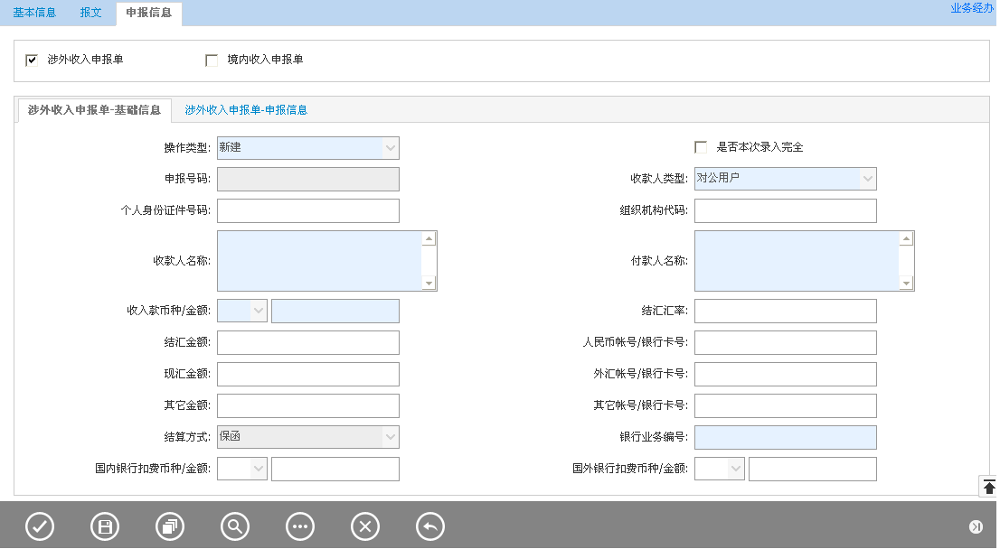 基本信息 报文 申报信息 业务经办
涉外收入申报单 境内收入申报单
涉外收入申报单-基础信息 涉外收入申报单-申报信息
操作类型: 新建 是否本次录入完全
申报号码: 收款人类型: 对公用户
个人身份证件号码: 组织机构代码:
收款人名称: 付款人名称:
收入款币种/金额: 结汇汇率:
结汇金额: 人民币帐号/银行卡号:
现汇金额: 外汇帐号/银行卡号:
其它金额: 其它帐号/银行卡号:
结算方式: 保函 银行业务编号:
国内银行扣费币种/金额: 国外银行扣费币种/金额: